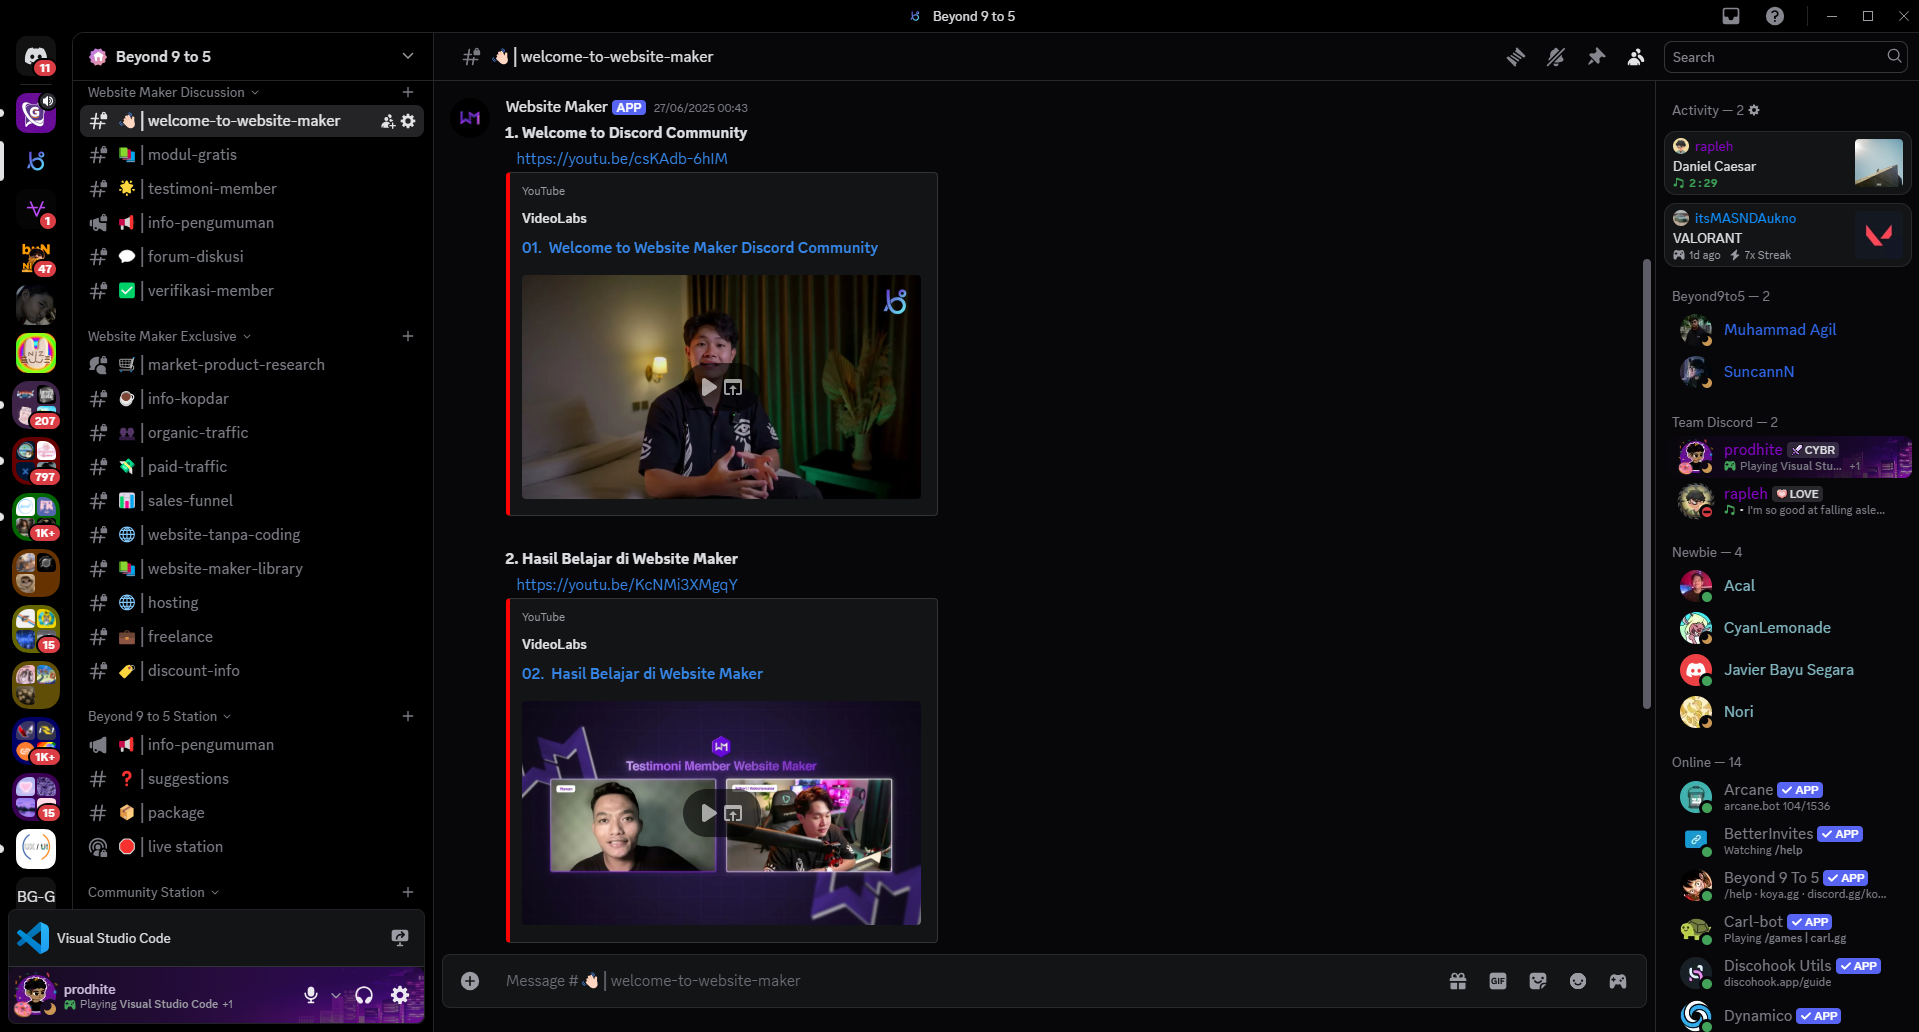 Beyond 9 to 5
11
1
47
207
797
1K+
15
1K+
15
UX / UI
BG-G
Beyond 9 to 5
Website Maker Discussion
welcome-to-website-maker
modul-gratis
testimoni-member
info-pengumuman
forum-diskusi
verifikasi-member
Website Maker Exclusive
market-product-research
info-kopdar
organic-traffic
paid-traffic
sales-funnel
website-tanpa-coding
website-maker-library
hosting
freelance
discount-info
Beyond 9 to 5 Station
info-pengumuman
suggestions
package
live station
Community Station
Visual Studio Code
prodhite
Playing Visual Studio Code +1
welcome-to-website-maker
Search
Website Maker APP 27/06/2025 00:43
1. Welcome to Discord Community
https://youtu.be/csKAdb-6hIM
YouTube
VideoLabs
01. Welcome to Website Maker Discord Community
2. Hasil Belajar di Website Maker
https://youtu.be/KcNMi3XMgqY
YouTube
VideoLabs
02. Hasil Belajar di Website Maker
Testimoni Member Website Maker
Message # welcome-to-website-maker
GIF
Activity — 2
rapleh
Daniel Caesar
2:29
itsMASNDAukno
VALORANT
1d ago 7x Streak
Beyond9to5 — 2
Muhammad Agil
SuncannN
Team Discord — 2
prodhite CYBR
Playing Visual Stu... +1
rapleh LOVE
• I'm so good at falling asle...
Newbie — 4
Acal
CyanLemonade
Javier Bayu Segara
Nori
Online — 14
Arcane APP
arcane.bot 104/1536
BetterInvites APP
Watching /help
Beyond 9 To 5 APP
/help · koya.gg · discord.gg/ko...
Carl-bot APP
Playing /games | carl.gg
Discohook Utils APP
discohook.app/guide
Dynamico APP